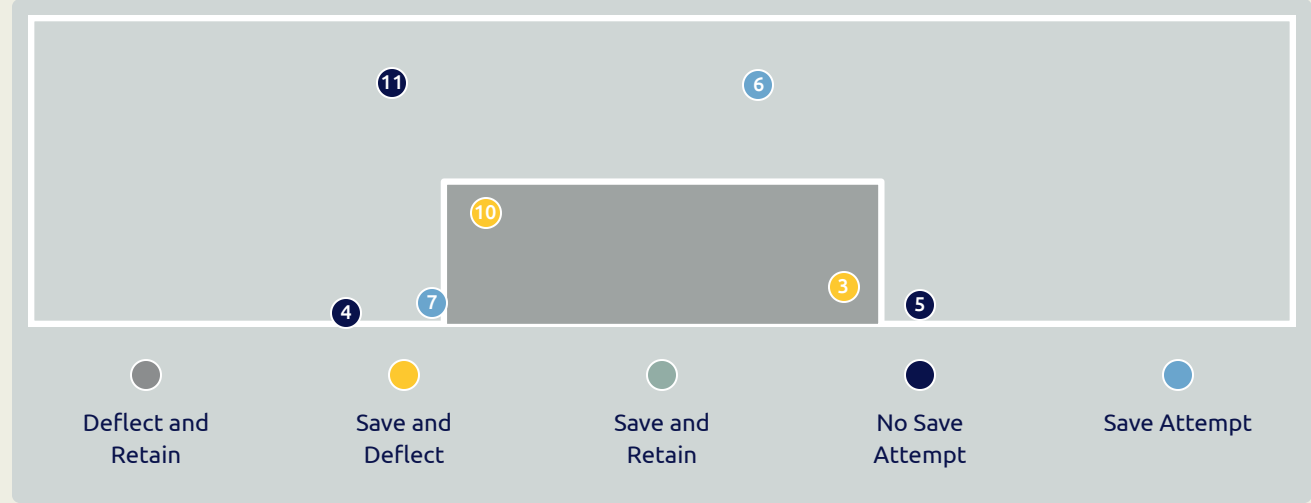 11
6
10
3
7
5
4
Deflect and
Retain
Save and
Deflect
Save and
Retain
No Save
Attempt
Save Attempt